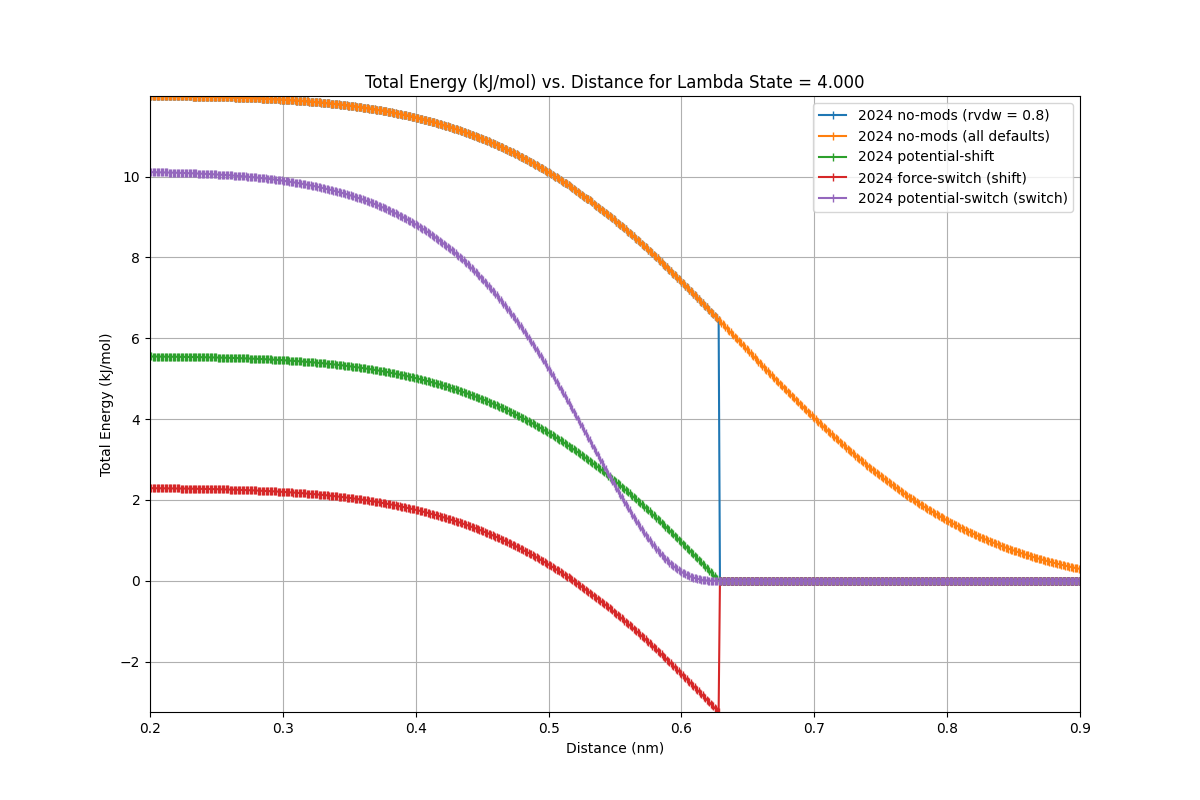 Total Energy (kJ/mol) vs. Distance for Lambda State = 4.000
2024 no-mods (rvdw = 0.8)
2024 no-mods (all defaults)
2024 potential-shift
2024 force-switch (shift)
2024 potential-switch (switch)
Total Energy (kJ/mol)
10
8
6
4
2
0
−2
0.2 0.3 0.4 0.5 0.6 0.7 0.8 0.9
Distance (nm)